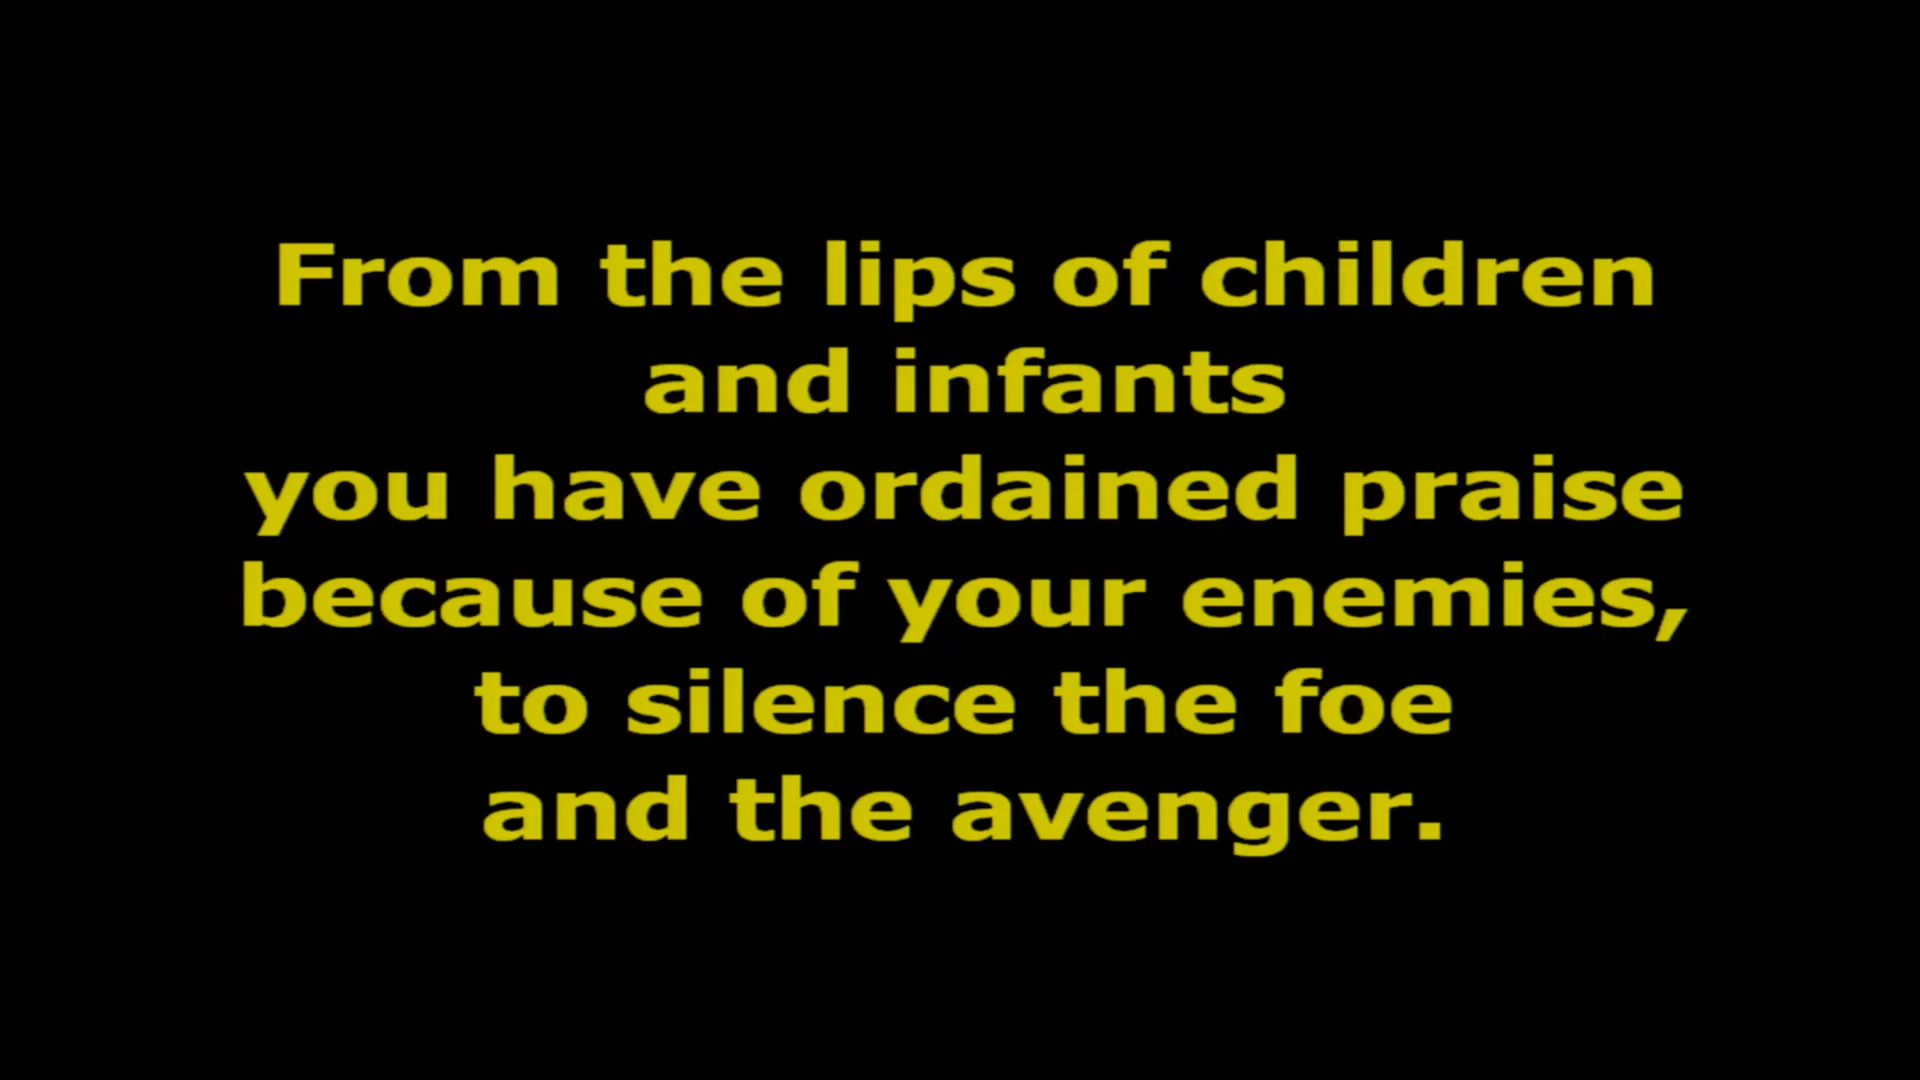 From the lips of children
and infants
you have ordained praise
because of your enemies,
to silence the foe
and the avenger.